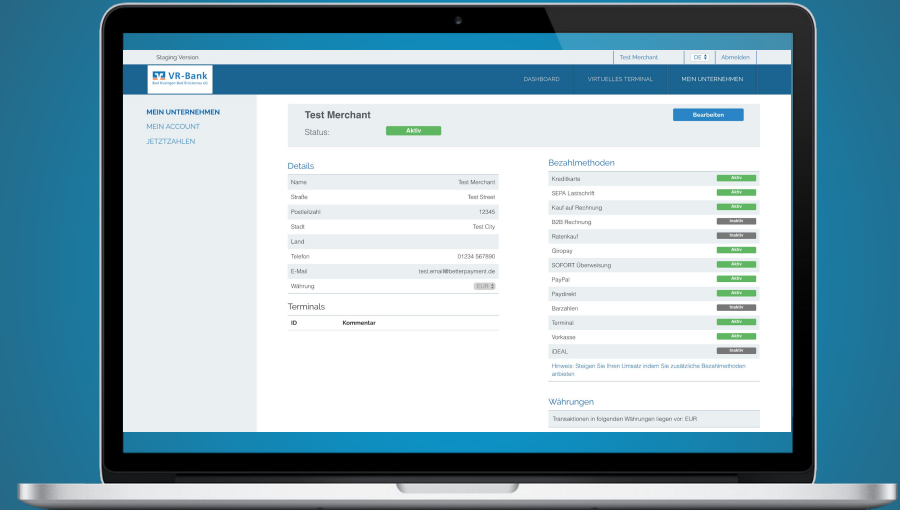 Staging Version
Test Merchant
DE
Abmelden
VR-Bank
DASHBOARD
VIRTUELLES TERMINAL
MEIN UNTERNEHMEN
MEIN UNTERNEHMEN
MEIN ACCOUNT
JETZTZAHLEN
Test Merchant
Bearbeiten
Status:
Aktiv
Details
Name Test Merchant
Straße Test Street
Postleitzahl 12345
Stadt Test City
Land
Telefon 01234 567890
E-Mail test.email@betterpayment.de
Währung EUR
Terminals
ID Kommentar
Bezahlmethoden
Kreditkarte Aktiv
SEPA Lastschrift Aktiv
Kauf auf Rechnung Aktiv
B2B Rechnung Inaktiv
Ratenkauf Inaktiv
Giropay Aktiv
SOFORT Überweisung Aktiv
PayPal Aktiv
Paydirekt Aktiv
Barzahlen Inaktiv
Terminal Aktiv
Vorkasse Aktiv
iDEAL Inaktiv
Hinweis: Steigen Sie Ihren Umsatz indem Sie zusätzliche Bezahlmethoden
anbieten
Währungen
Transaktionen in folgenden Währungen liegen vor: EUR